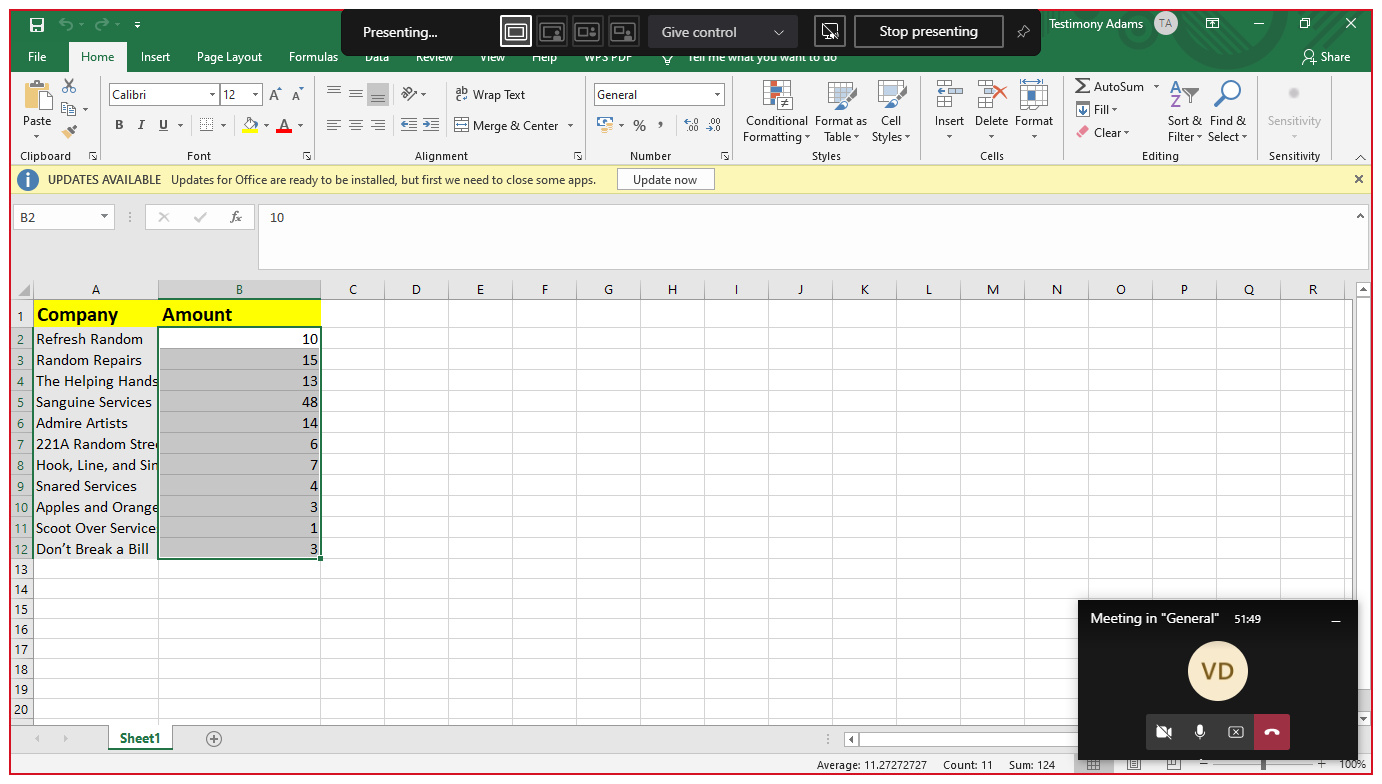 Presenting...
Give control
Stop presenting
Testimony Adams
TA
File
Home
Insert
Page Layout
Formulas
Data
Review
View
Help
WPS PDF
Tell me what you want to do
Share
Paste
Calibri
12
A
A
B I U
A
ab
c
Wrap Text
Merge & Center
General
%
,
.00
.00
Conditional
Formatting
Format as
Table
Cell
Styles
Insert
Delete
Format
AutoSum
Fill
Clear
A
Z
Sort &
Filter
Find &
Select
Sensitivity
Clipboard
Font
Alignment
Number
Styles
Cells
Editing
Sensitivity
UPDATES AVAILABLE Updates for Office are ready to be installed, but first we need to close some apps.
Update now
B2
fx
10
A B C D E F G H I J K L M N O P Q R
1 Company Amount
2 Refresh Random 10
3 Random Repairs 15
4 The Helping Hands 13
5 Sanguine Services 48
6 Admire Artists 14
7 221A Random Stree 6
8 Hook, Line, and Sin 7
9 Snared Services 4
10 Apples and Orange 3
11 Scoot Over Service 1
12 Don’t Break a Bill 3
13
14
15
16
17
18
19
20
Meeting in "General" 51:49
VD
Sheet1
Average: 11.27272727 Count: 11 Sum: 124
100%